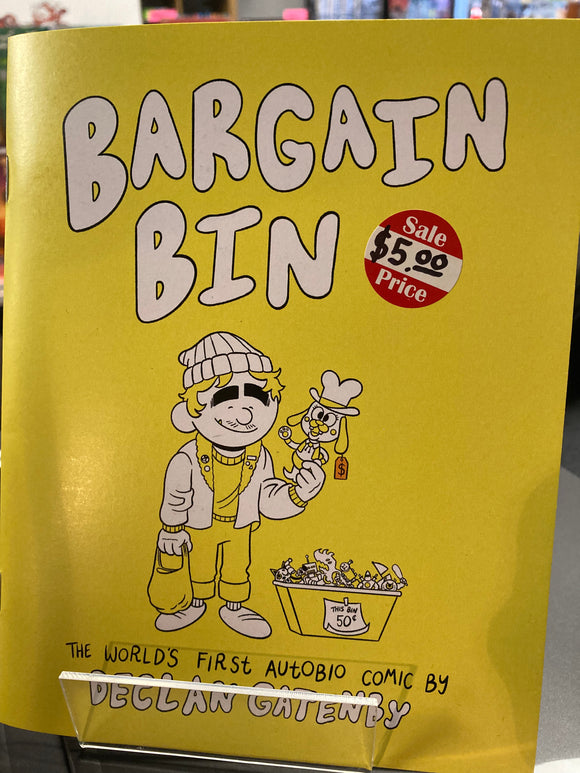 BARGAIN
BIN
Sale
$5.00
Price
$
THIS BIN
50¢
THE WORLD'S FIRST AUTOBIO COMIC BY
DECLAN GATENBY